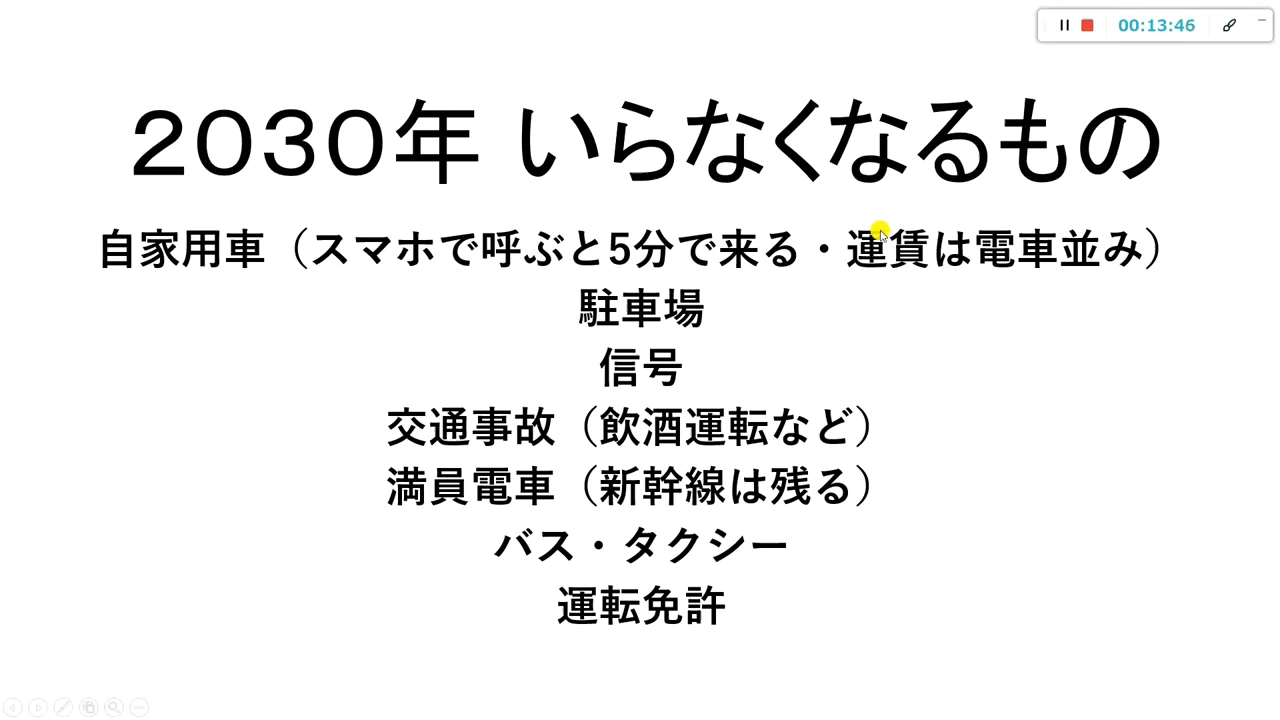 00:13:46
2030年 いらなくなるもの
自家用車（スマホで呼ぶと5分で来る・運賃は電車並み）
駐車場
信号
交通事故（飲酒運転など）
満員電車（新幹線は残る）
バス・タクシー
運転免許